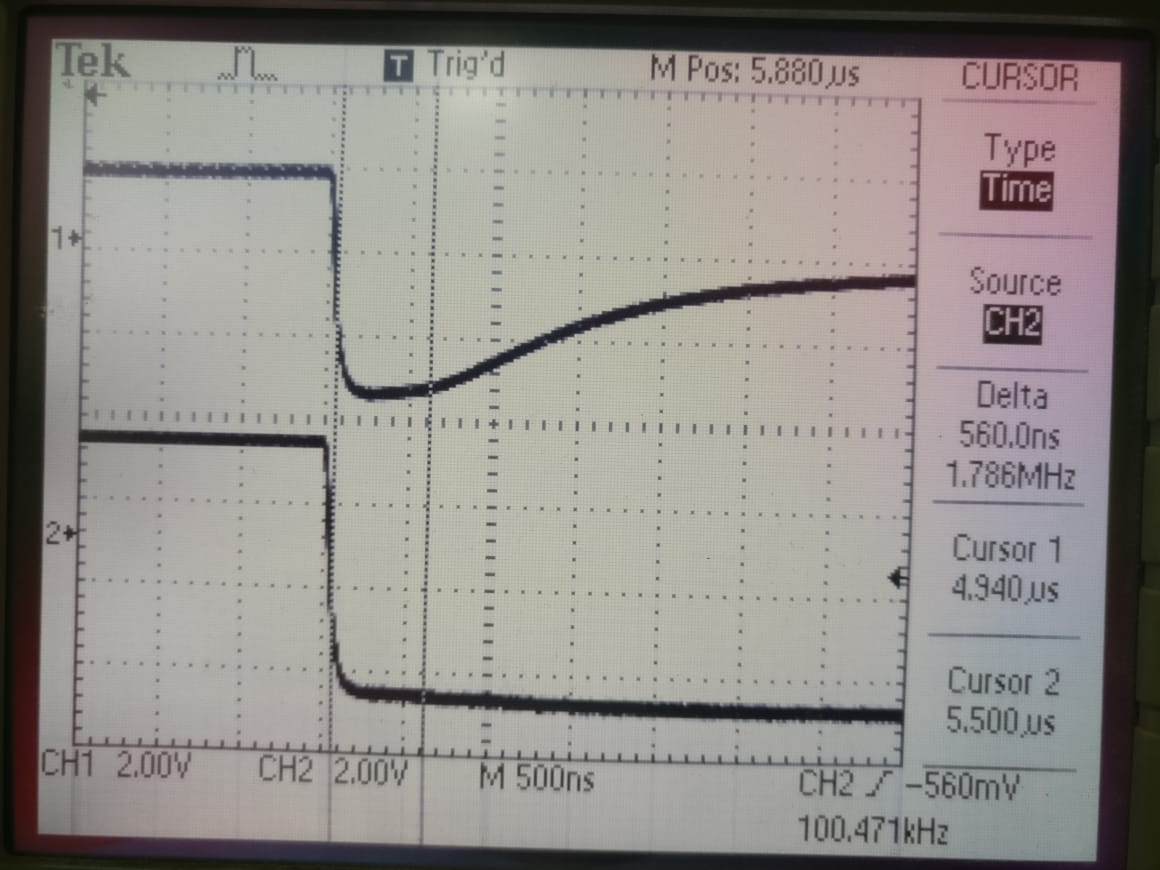 Tek T Trig'd M Pos: 5.880µs CURSOR
Type
Time
1
Source
CH2
Delta
560.0ns
1.786MHz
2
Cursor 1
4.940µs
Cursor 2
5.500µs
CH1 2.00V CH2 2.00V M 500ns CH2 -560mV
100.471kHz